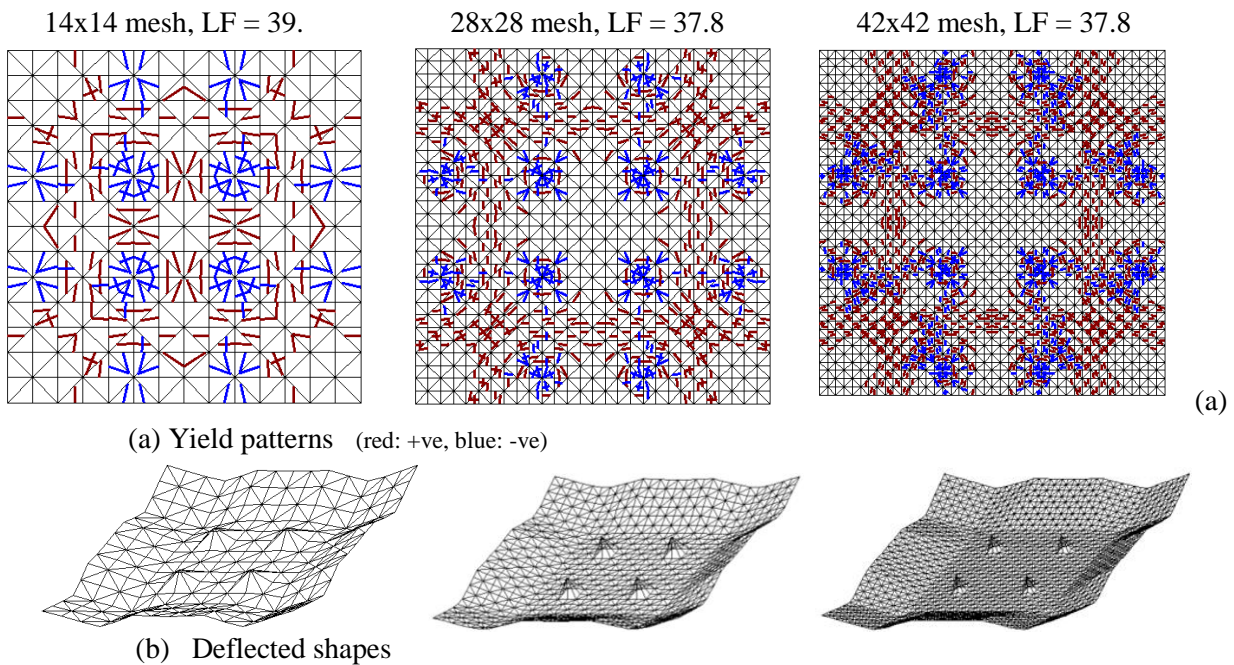 14x14 mesh, LF = 39.
28x28 mesh, LF = 37.8
42x42 mesh, LF = 37.8
(a)
(a) Yield patterns (red: +ve, blue: -ve)
(b) Deflected shapes